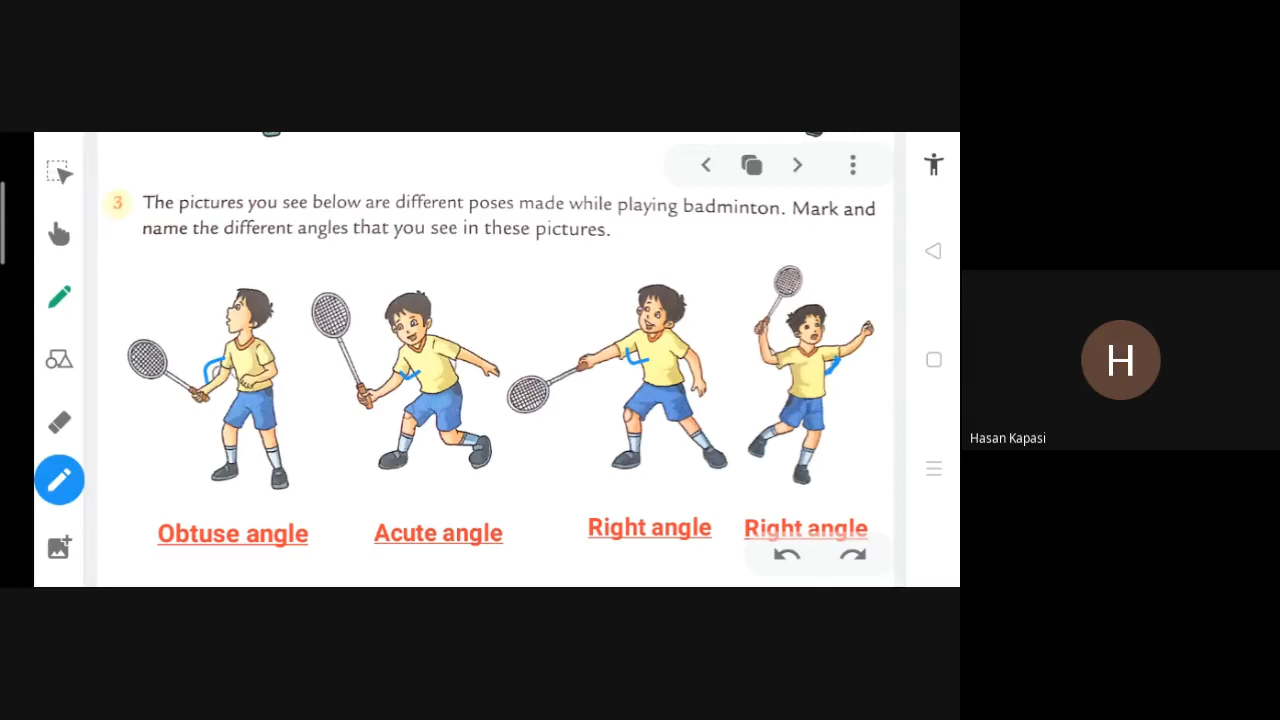 3 The pictures you see below are different poses made while playing badminton. Mark and
name the different angles that you see in these pictures.
Obtuse angle
Acute angle
Right angle
Right angle
H
Hasan Kapasi